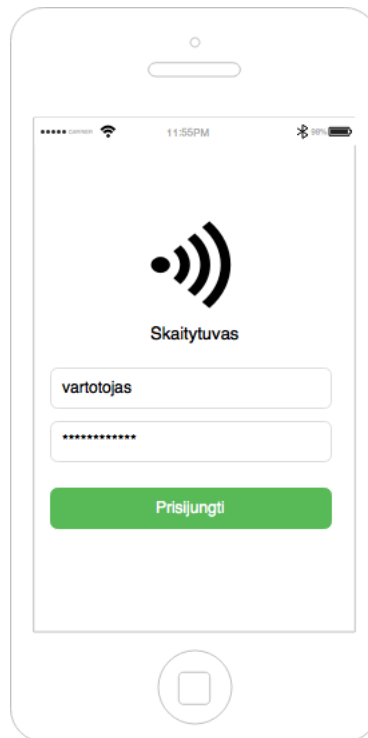 CARRIER 11:55PM 98%
Skaitytuvas
vartotojas
************
Prisijungti